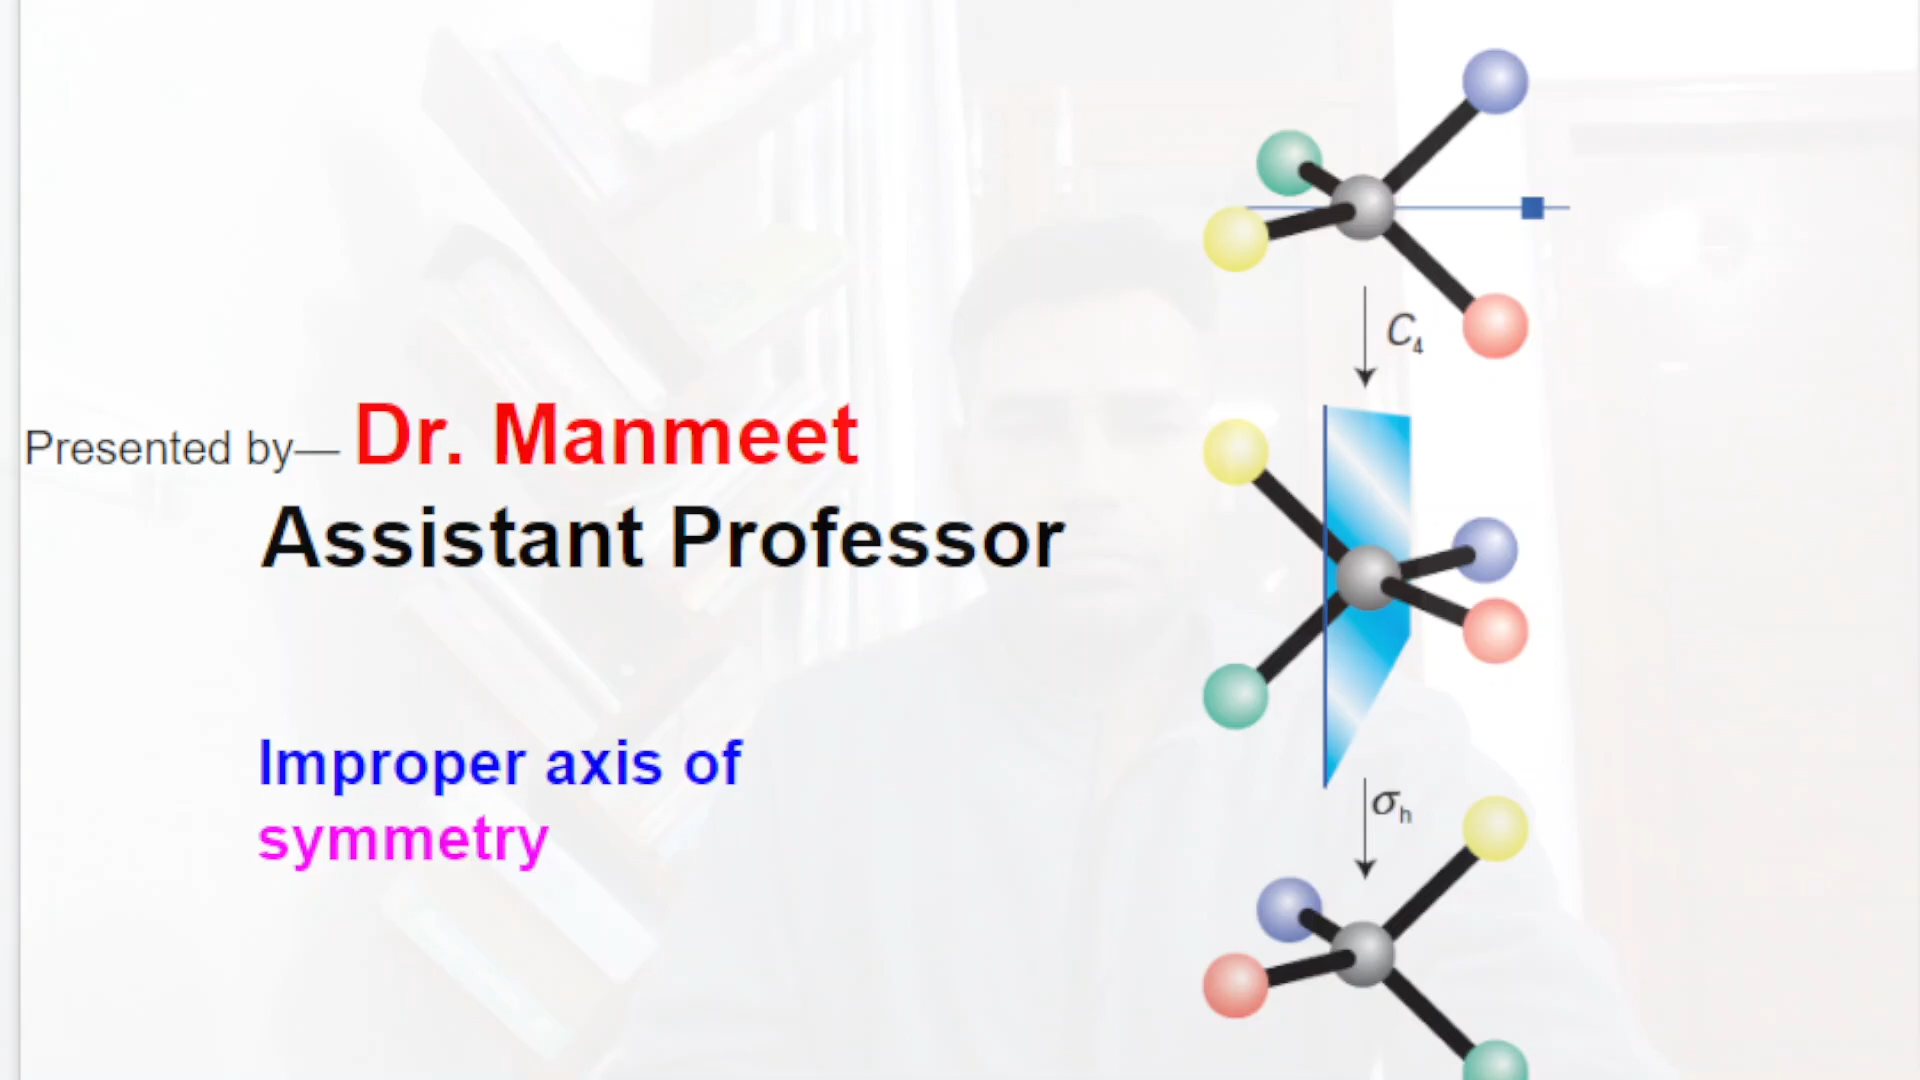 Presented by— Dr. Manmeet
Assistant Professor
Improper axis of
symmetry
C₄
σₕ